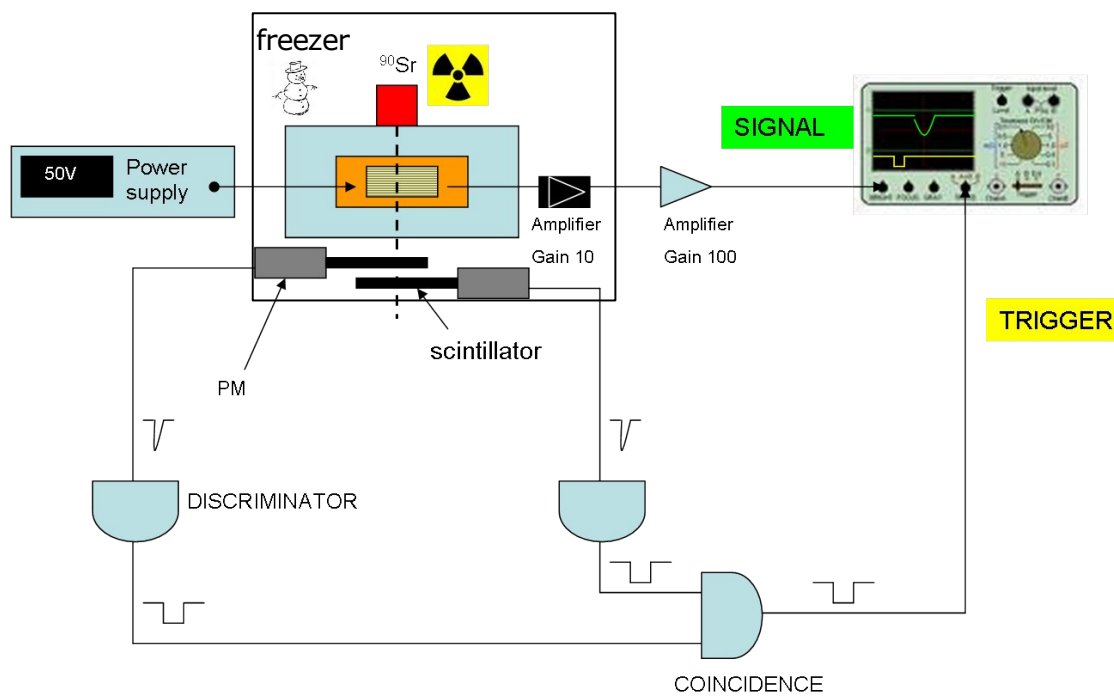 freezer
⁹⁰Sr
SIGNAL
50V
Power
supply
Amplifier
Gain 10
Amplifier
Gain 100
TRIGGER
scintillator
PM
DISCRIMINATOR
COINCIDENCE